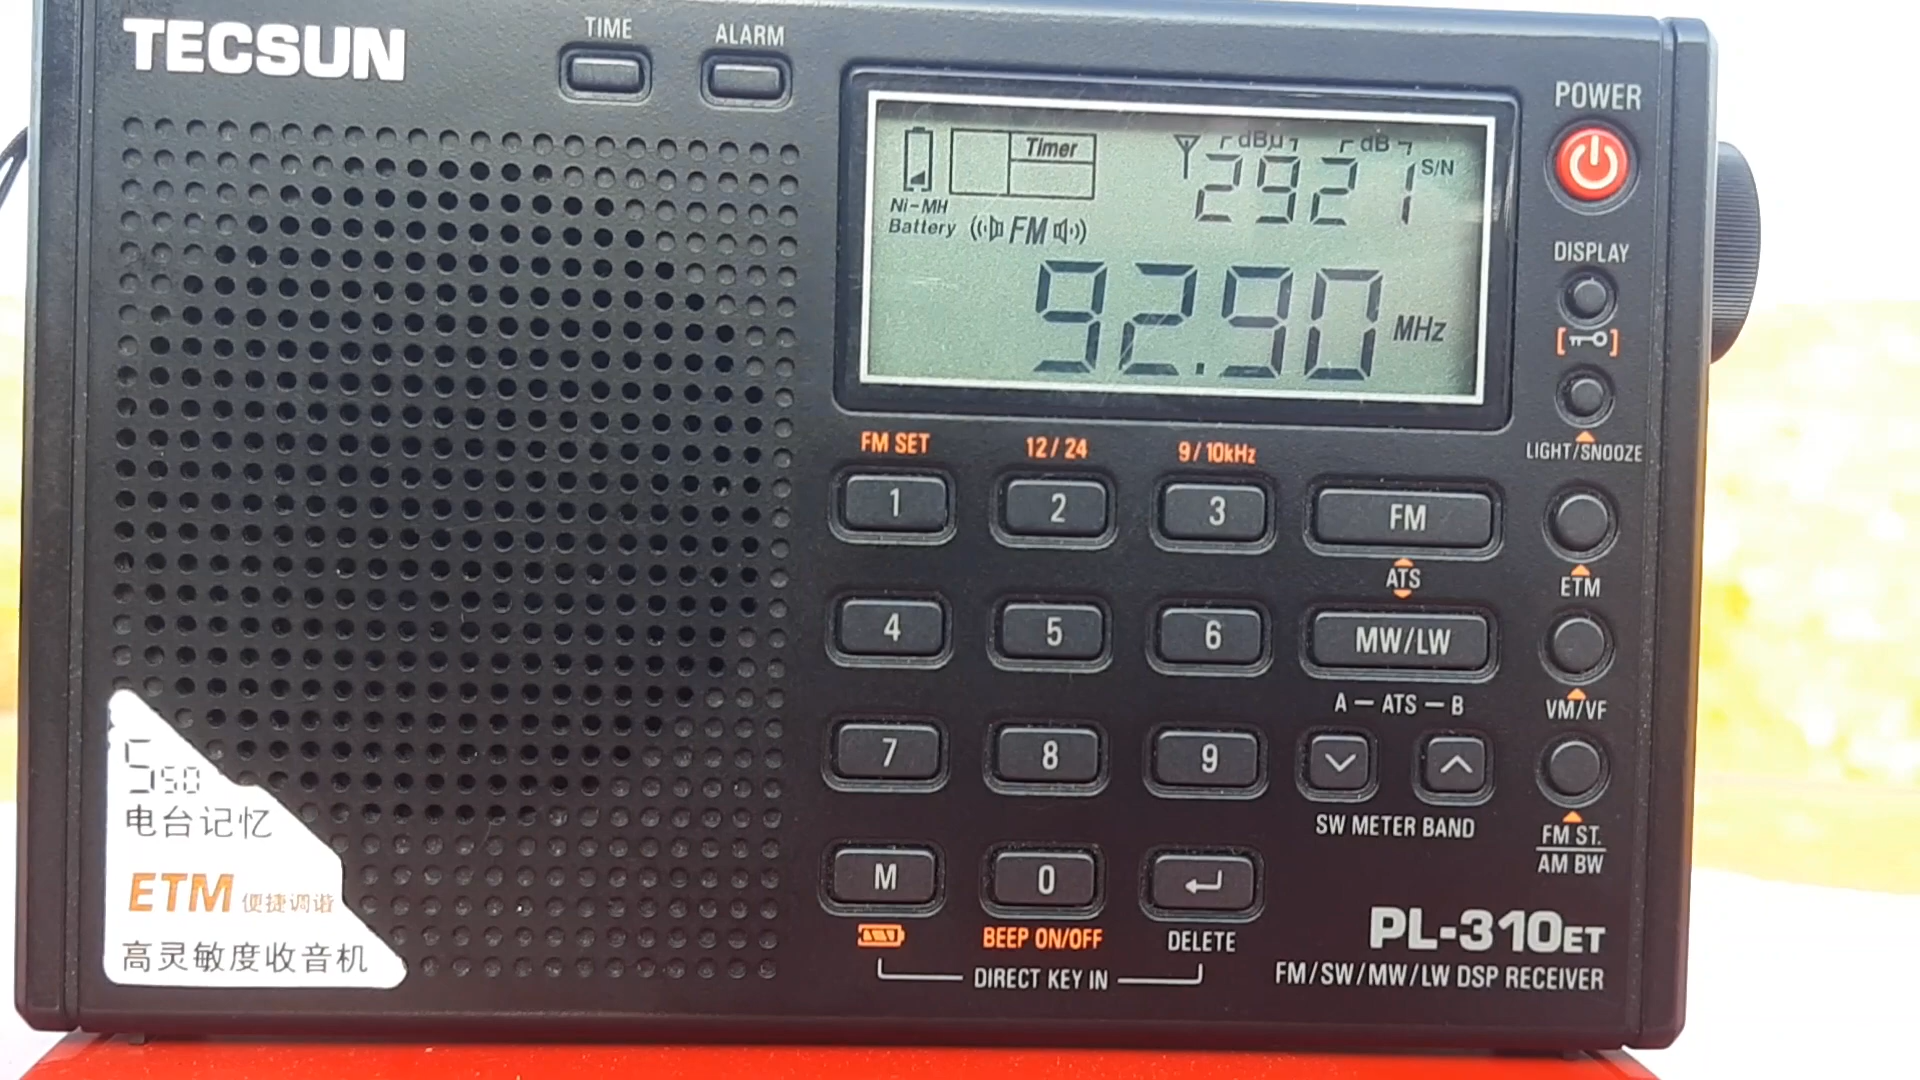 TECSUN
TIME
ALARM
POWER
Timer
dBµ
dB
2921
S/N
Ni-MH
Battery
FM
92.90 MHz
DISPLAY
LIGHT/SNOOZE
FM SET
12/24
9/10kHz
1
2
3
FM
ATS
ETM
4
5
6
MW/LW
A — ATS — B
VM/VF
7
8
9
SW METER BAND
FM ST.
AM BW
M
0
BEEP ON/OFF
DELETE
DIRECT KEY IN
550
电台记忆
ETM 便捷调谐
高灵敏度收音机
PL-310ET
FM/SW/MW/LW DSP RECEIVER